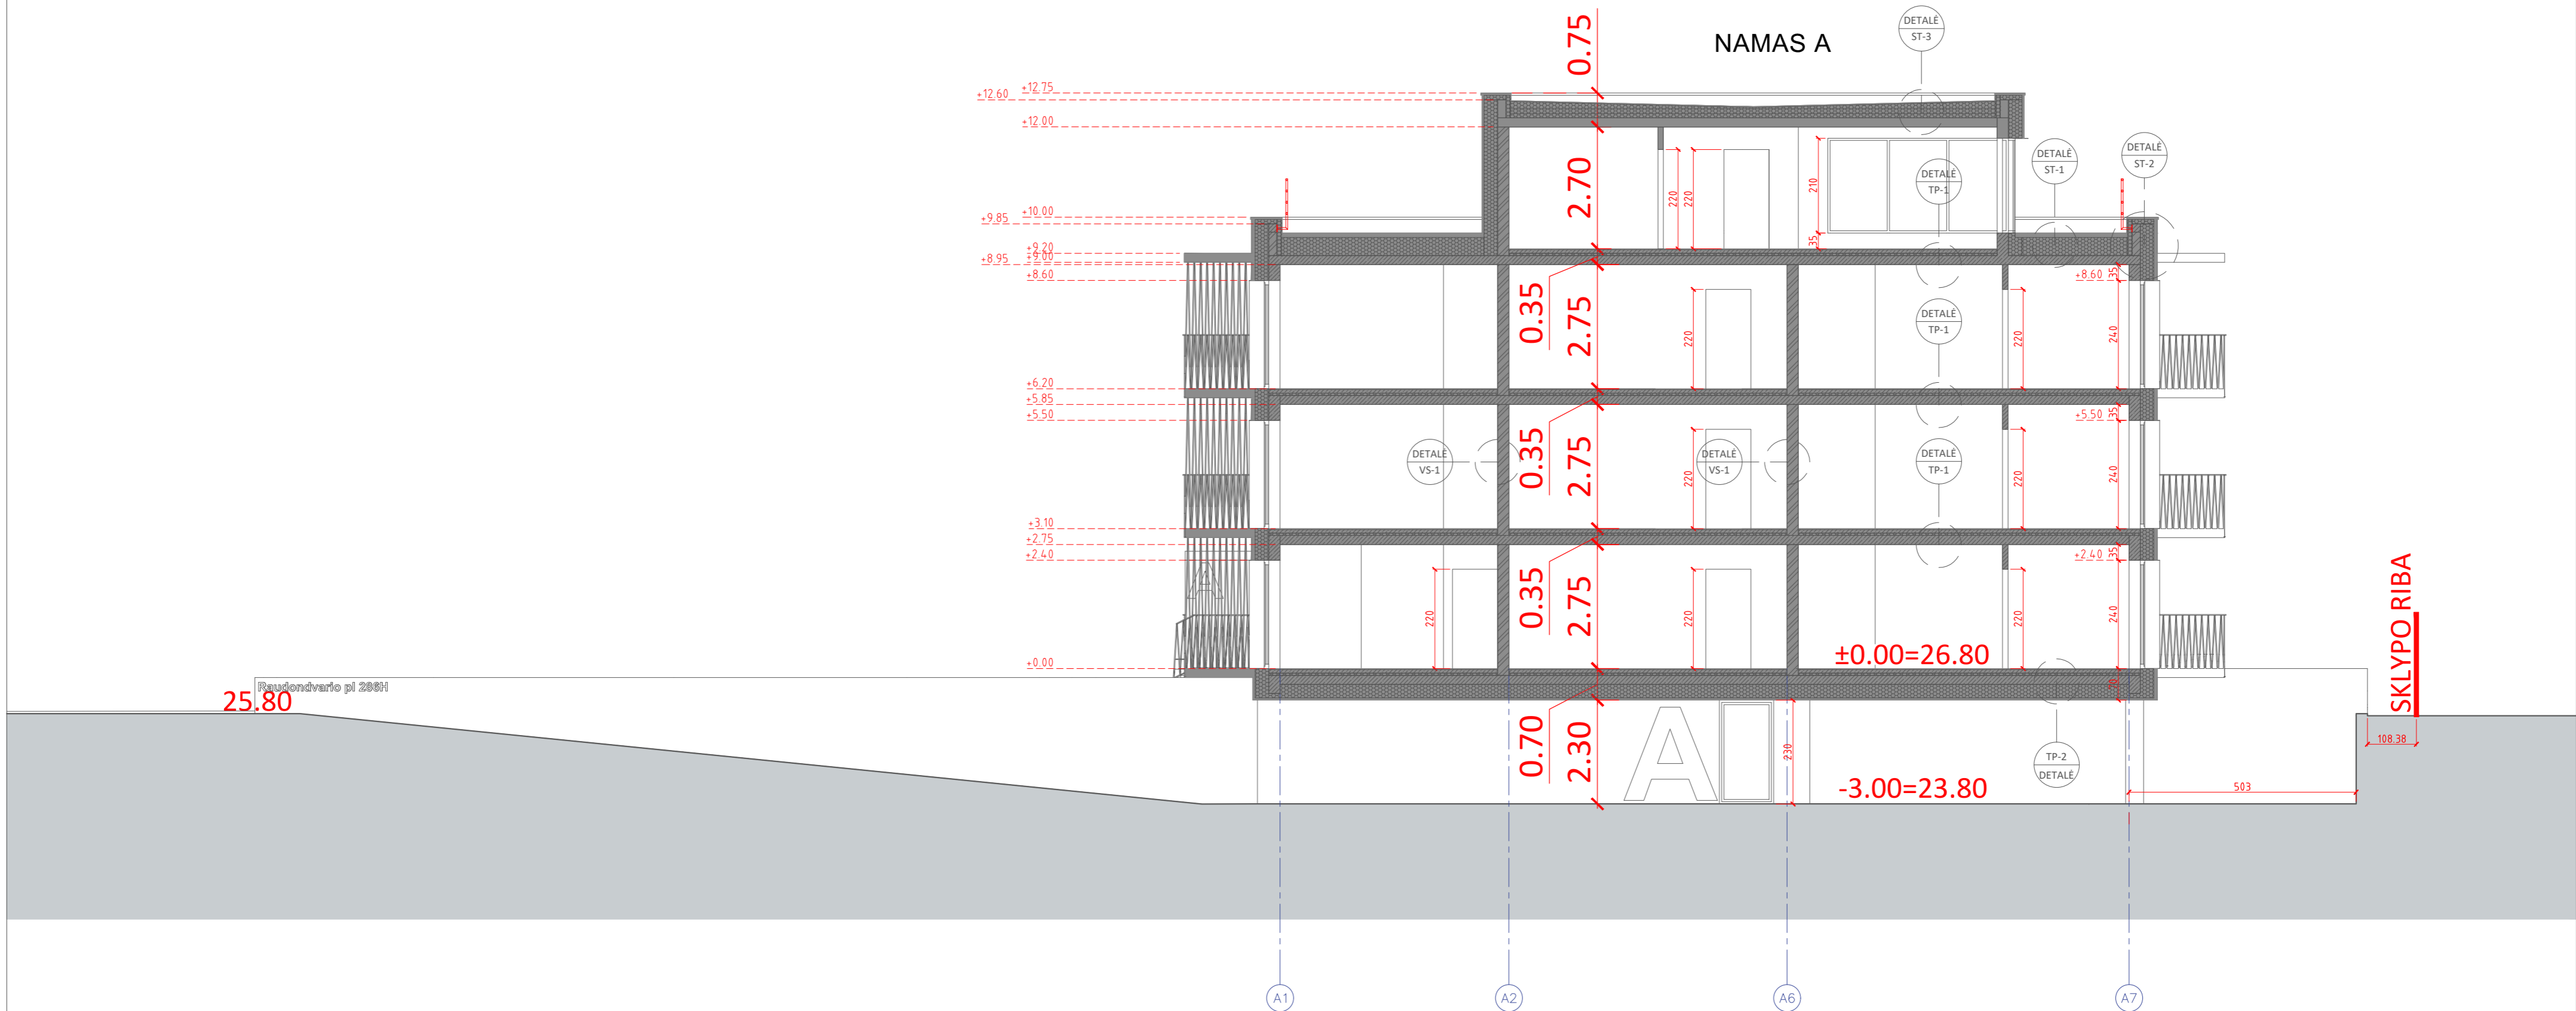 NAMAS A
DETALĖ
ST-3
0.75
+12.75
+12.60
+12.00
2.70
220
220
210
35
DETALĖ
TP-1
DETALĖ
ST-1
DETALĖ
ST-2
+10.00
+9.85
+9.20
+9.00
+8.95
+8.60
0.35
2.75
220
DETALĖ
TP-1
220
+8.60
35
240
+6.20
+5.85
+5.50
0.35
2.75
DETALĖ
VS-1
DETALĖ
VS-1
220
DETALĖ
TP-1
220
+5.50
35
240
+3.10
+2.75
+2.40
A
0.35
2.75
220
220
220
+2.40
35
240
+0.00
±0.00=26.80
SKLYPO RIBA
Raudondvario pl 286H
25.80
0.70
2.30
A
230
70
-3.00=23.80
TP-2
DETALĖ
108.38
503
A1
A2
A6
A7